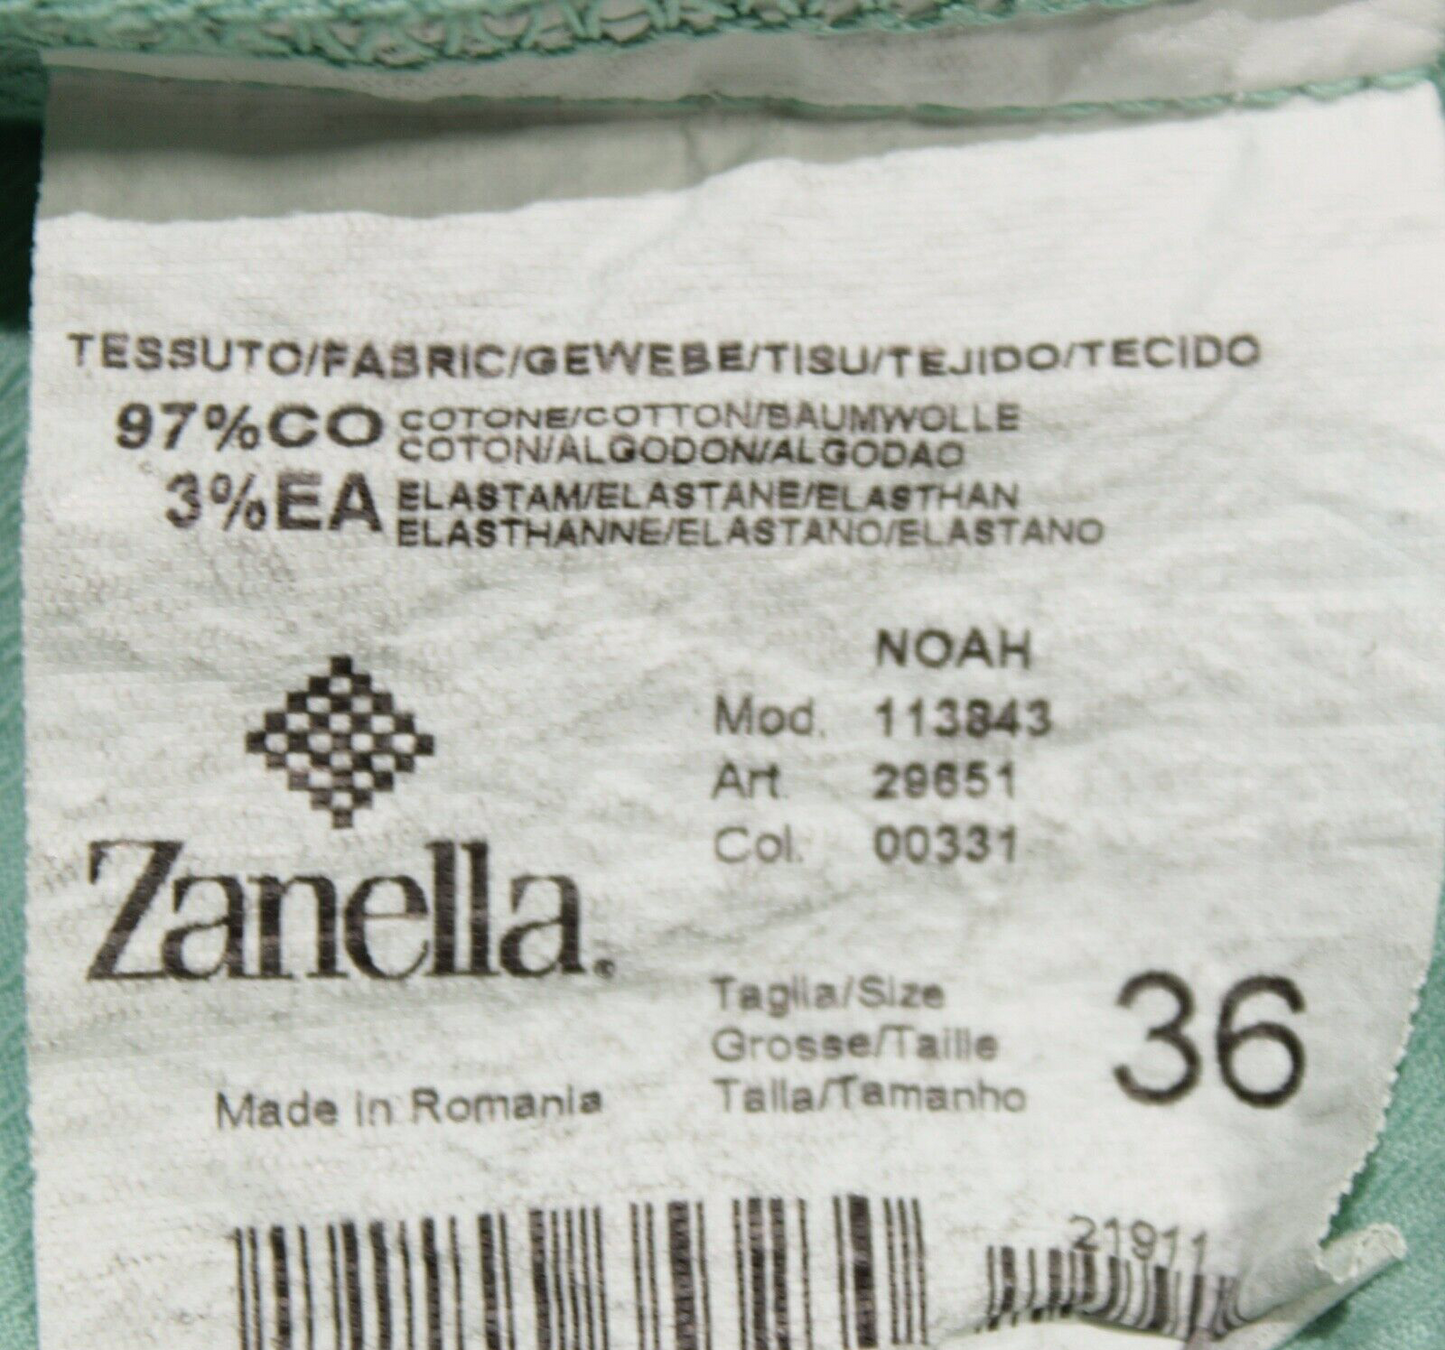 TESSUTO/FABRIC/GEWEBE/TISU/TEJIDO/TECIDO
97%CO COTONE/COTTON/BAUMWOLLE
COTON/ALGODON/ALGODAO
3%EA ELASTAM/ELASTANE/ELASTHAN
ELASTHANNE/ELASTANO/ELASTANO
NOAH
Mod. 113843
Art. 29651
Col. 00331
Zanella®
Taglia/Size
Grosse/Taille
Talla/Tamanho
36
Made in Romania
21911